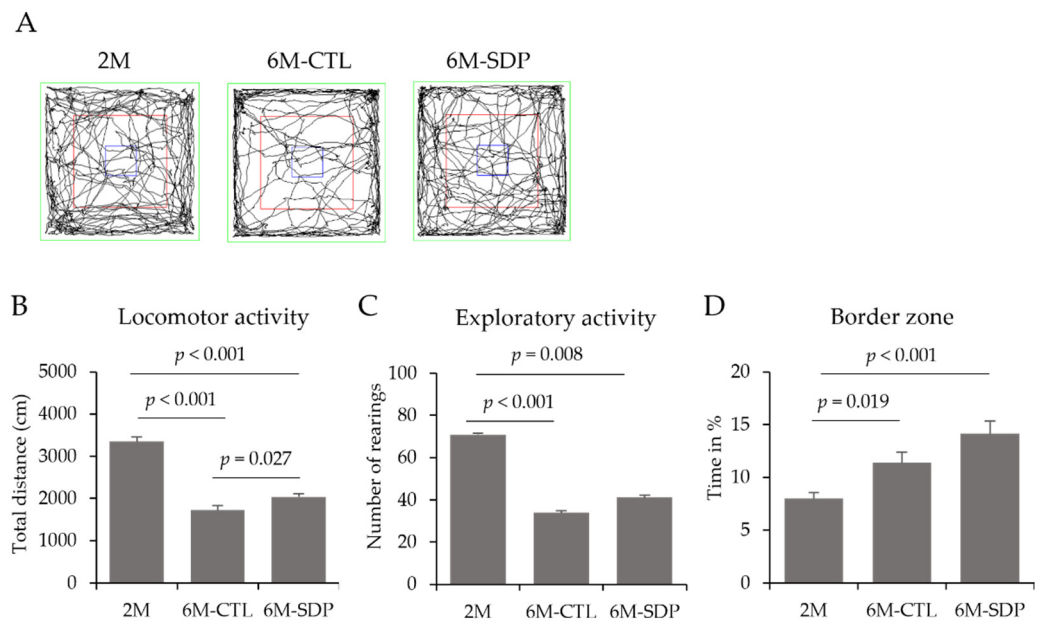 A
2M
6M-CTL
6M-SDP
B
Locomotor activity
p < 0.001
p < 0.001
p = 0.027
Total distance (cm)
5000
4000
3000
2000
1000
0
2M
6M-CTL
6M-SDP
C
Exploratory activity
p = 0.008
p < 0.001
Number of rearings
100
80
60
40
20
0
2M
6M-CTL
6M-SDP
D
Border zone
p < 0.001
p = 0.019
Time in %
20
15
10
5
0
2M
6M-CTL
6M-SDP